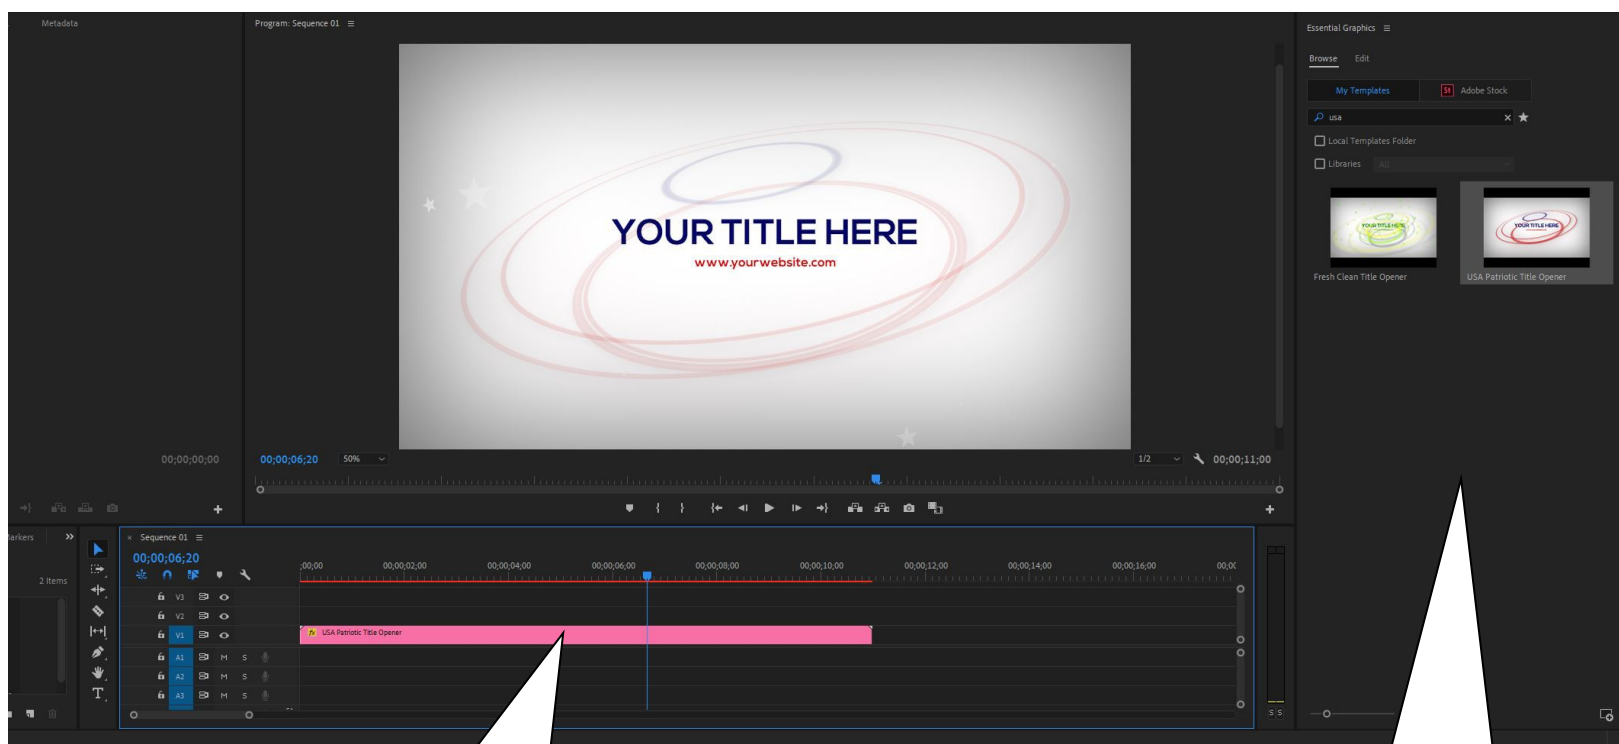 Metadata
Program: Sequence 01
YOUR TITLE HERE
www.yourwebsite.com
00;00;00;00
00;00;06;20
50%
1/2
00;00;11;00
Essential Graphics
Browse Edit
My Templates
St Adobe Stock
usa
Local Templates Folder
Libraries All
YOUR TITLE HERE
YOUR TITLE HERE
Fresh Clean Title Opener
USA Patriotic Title Opener
arkers
2 Items
× Sequence 01
00;00;06;20
;00;00 00;00;02;00 00;00;04;00 00;00;06;00 00;00;08;00 00;00;10;00 00;00;12;00 00;00;14;00 00;00;16;00 00;0(
V3
V2
V1
fx USA Patriotic Title Opener
A1 M S
A2 M S
A3 M S
S S